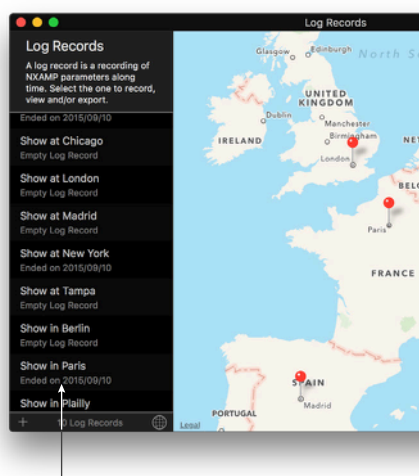 Log Records
Log Records
A log record is a recording of
NXAMP parameters along
time. Select the one to record,
view and/or export.
Ended on 2015/09/10
Show at Chicago
Empty Log Record
Show at London
Empty Log Record
Show at Madrid
Empty Log Record
Show at New York
Ended on 2015/09/10
Show at Tampa
Empty Log Record
Show in Berlin
Empty Log Record
Show in Paris
Ended on 2015/09/10
Show in Plailly
10 Log Records
Glasgow
Edinburgh
North S
UNITED
KINGDOM
Dublin
Manchester
IRELAND
Birmingham
NE
London
BELG
Paris
FRANCE
SPAIN
PORTUGAL
Madrid
Legal